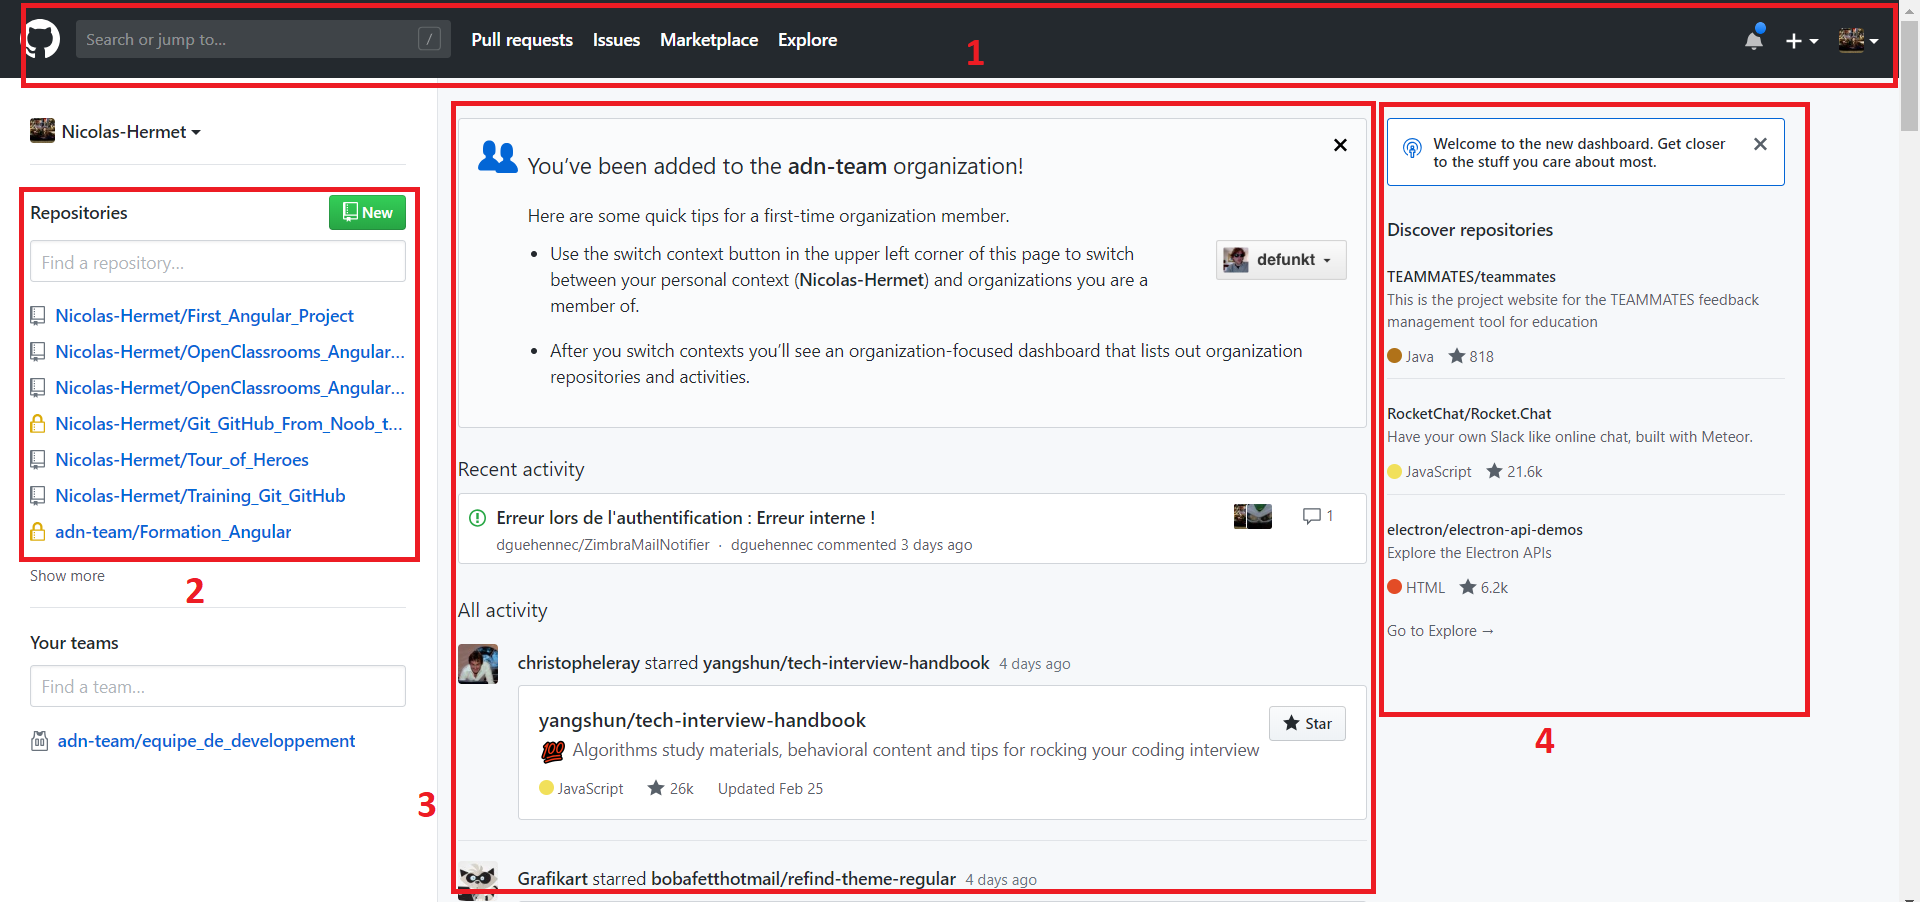 Search or jump to...
/
Pull requests
Issues
Marketplace
Explore
1
Nicolas-Hermet
Repositories
New
Find a repository...
Nicolas-Hermet/First_Angular_Project
Nicolas-Hermet/OpenClassrooms_Angular...
Nicolas-Hermet/OpenClassrooms_Angular...
Nicolas-Hermet/Git_GitHub_From_Noob_t...
Nicolas-Hermet/Tour_of_Heroes
Nicolas-Hermet/Training_Git_GitHub
adn-team/Formation_Angular
Show more
2
Your teams
Find a team...
adn-team/equipe_de_developpement
3
You’ve been added to the adn-team organization!
Here are some quick tips for a first-time organization member.
• Use the switch context button in the upper left corner of this page to switch
between your personal context (Nicolas-Hermet) and organizations you are a
member of.
defunkt
• After you switch contexts you’ll see an organization-focused dashboard that lists out organization
repositories and activities.
Recent activity
Erreur lors de l'authentification : Erreur interne !
1
dguehennec/ZimbraMailNotifier · dguehennec commented 3 days ago
All activity
christopheleray starred yangshun/tech-interview-handbook 4 days ago
yangshun/tech-interview-handbook
Star
💯 Algorithms study materials, behavioral content and tips for rocking your coding interview
JavaScript 26k Updated Feb 25
Grafikart starred bobafetthotmail/refind-theme-regular 4 days ago
Welcome to the new dashboard. Get closer
to the stuff you care about most.
Discover repositories
TEAMMATES/teammates
This is the project website for the TEAMMATES feedback
management tool for education
Java 818
RocketChat/Rocket.Chat
Have your own Slack like online chat, built with Meteor.
JavaScript 21.6k
electron/electron-api-demos
Explore the Electron APIs
HTML 6.2k
Go to Explore →
4